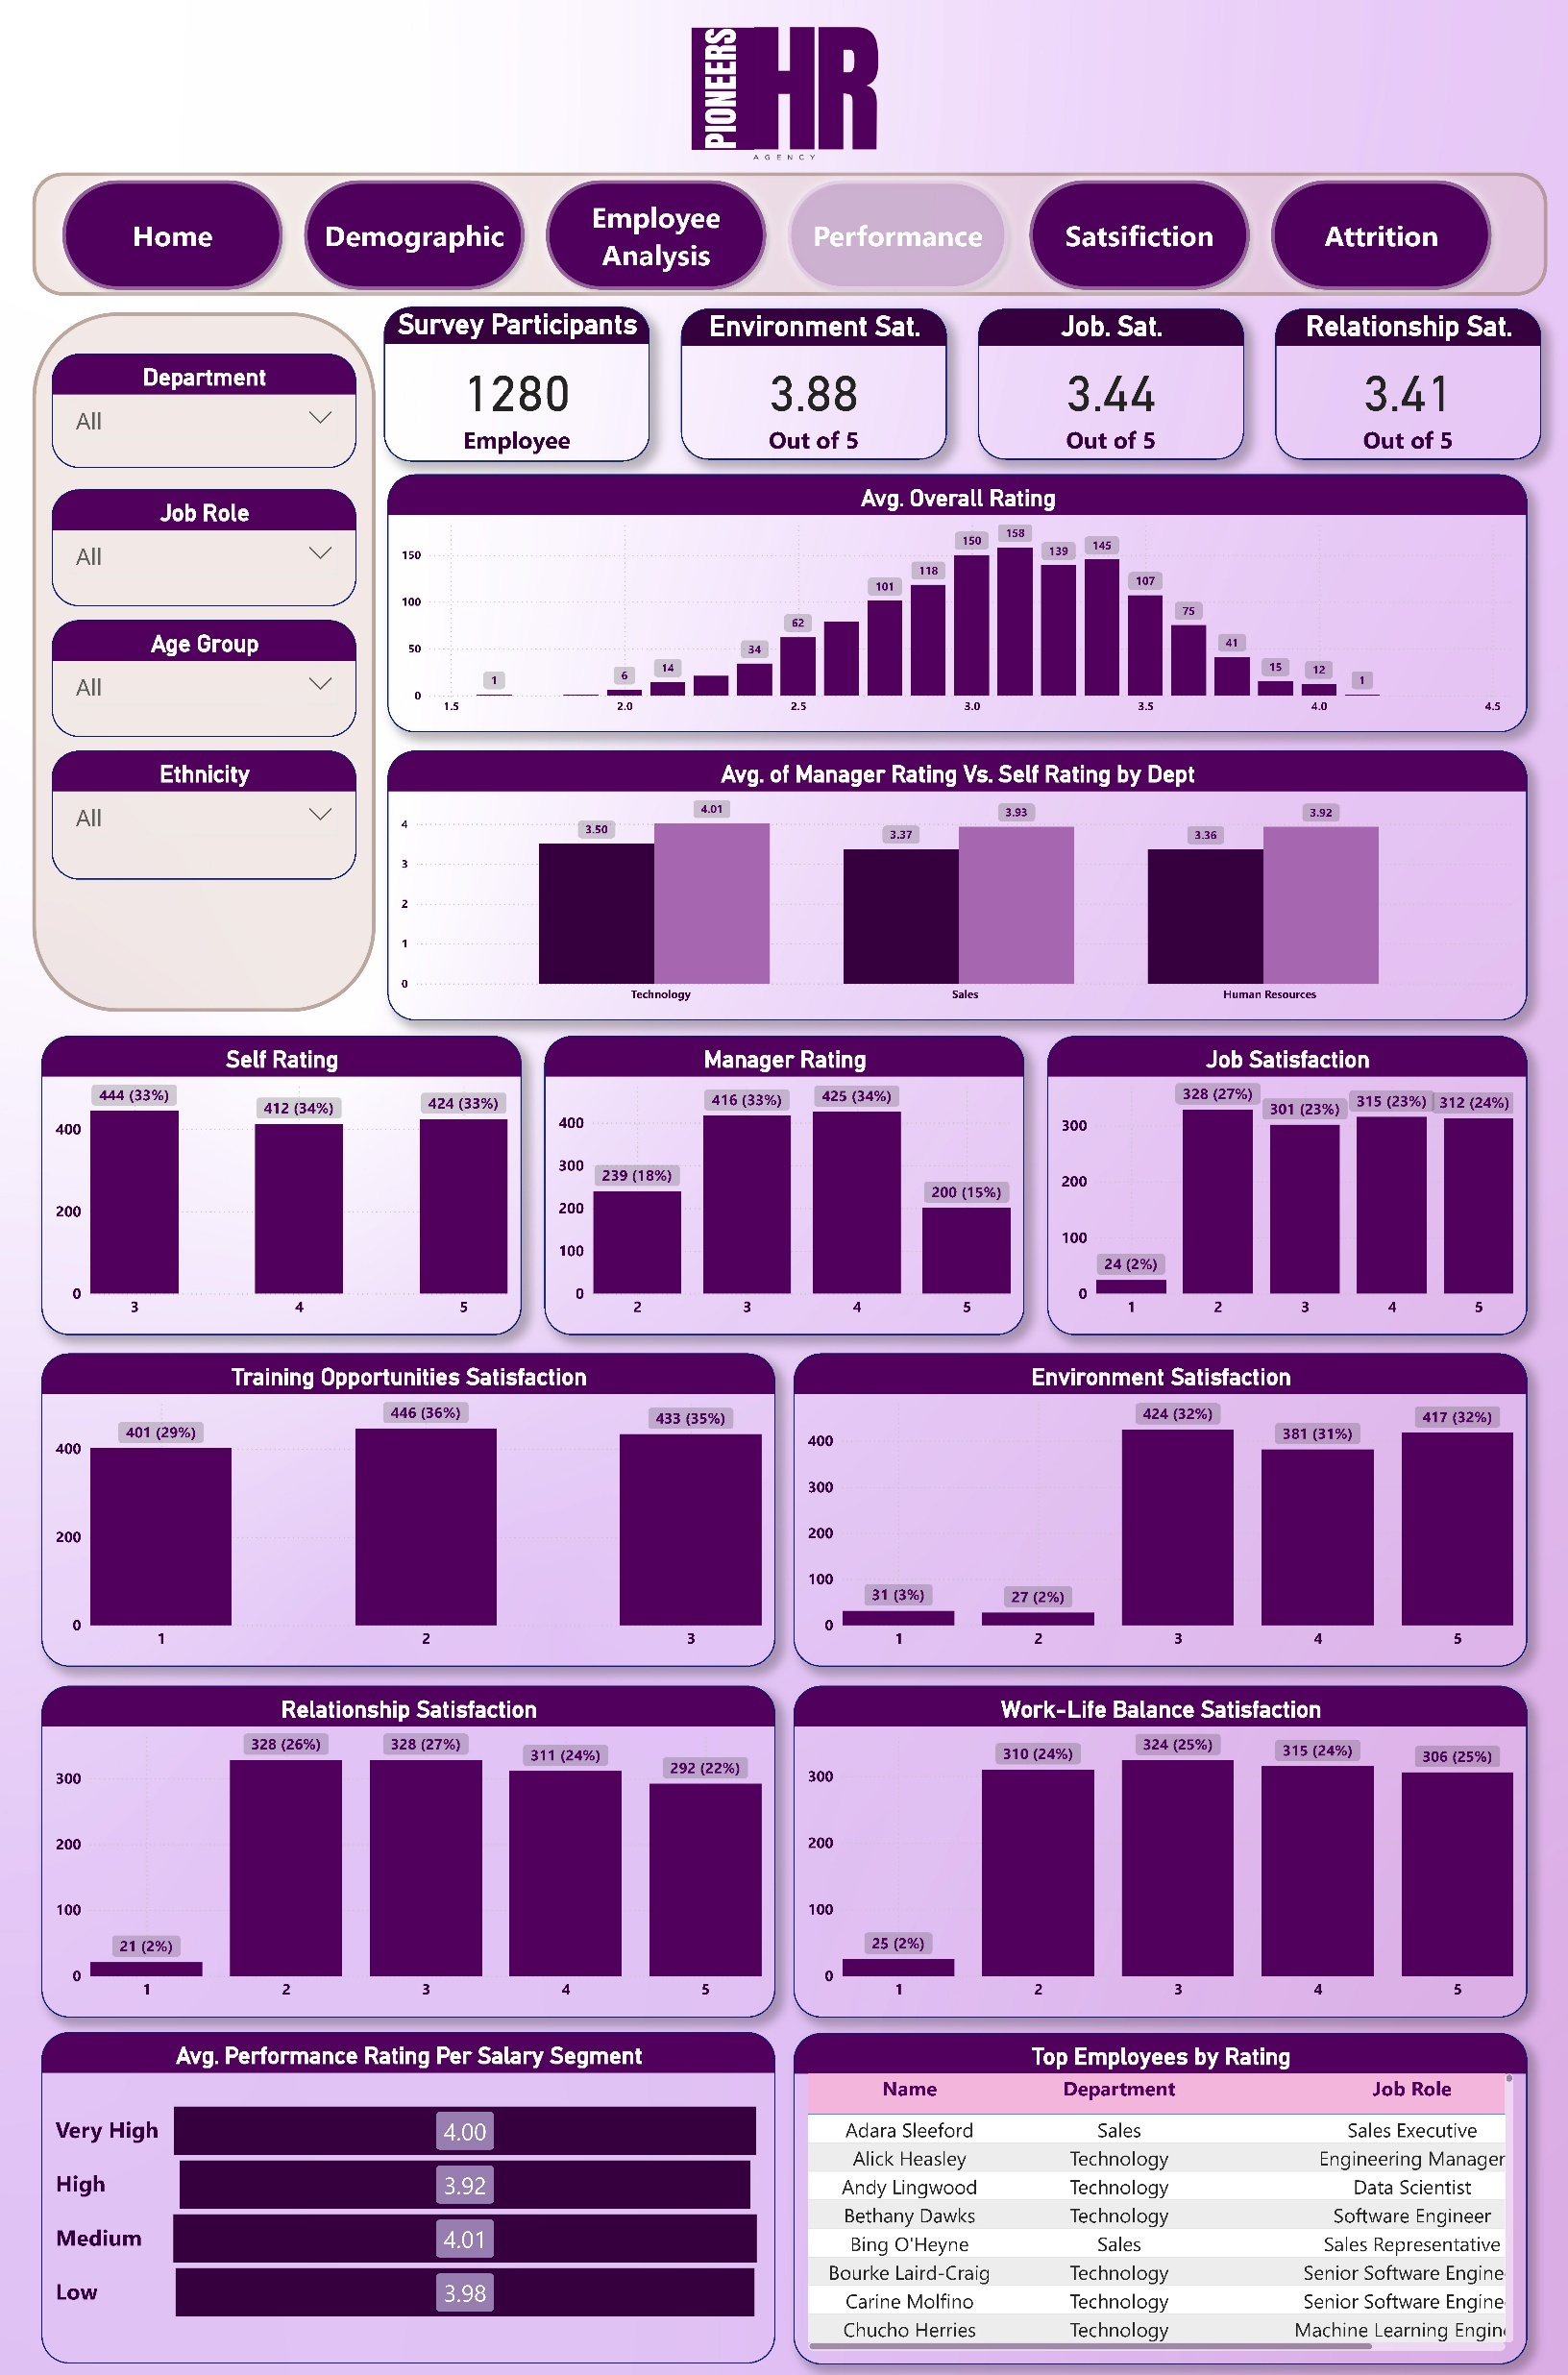 PIONEERS
HR
AGENCY
Home
Demographic
Employee
Analysis
Performance
Satsifiction
Attrition
Department
All
Job Role
All
Age Group
All
Ethnicity
All
Survey Participants
1280
Employee
Environment Sat.
3.88
Out of 5
Job. Sat.
3.44
Out of 5
Relationship Sat.
3.41
Out of 5
Avg. Overall Rating
150
100
50
0
1 6 14 34 62 101 118 150 158 139 145 107 75 41 15 12 1
1.5 2.0 2.5 3.0 3.5 4.0 4.5
Avg. of Manager Rating Vs. Self Rating by Dept
4
3
2
1
0
3.50 4.01 3.37 3.93 3.36 3.92
Technology Sales Human Resources
Self Rating
444 (33%) 412 (34%) 424 (33%)
400
200
0
3 4 5
Manager Rating
239 (18%) 416 (33%) 425 (34%) 200 (15%)
400
300
200
100
0
2 3 4 5
Job Satisfaction
24 (2%) 328 (27%) 301 (23%) 315 (23%) 312 (24%)
300
200
100
0
1 2 3 4 5
Training Opportunities Satisfaction
401 (29%) 446 (36%) 433 (35%)
400
200
0
1 2 3
Environment Satisfaction
31 (3%) 27 (2%) 424 (32%) 381 (31%) 417 (32%)
400
300
200
100
0
1 2 3 4 5
Relationship Satisfaction
21 (2%) 328 (26%) 328 (27%) 311 (24%) 292 (22%)
300
200
100
0
1 2 3 4 5
Work-Life Balance Satisfaction
25 (2%) 310 (24%) 324 (25%) 315 (24%) 306 (25%)
300
200
100
0
1 2 3 4 5
Avg. Performance Rating Per Salary Segment
Very High 4.00
High 3.92
Medium 4.01
Low 3.98
Top Employees by Rating
Name Department Job Role
Adara Sleeford Sales Sales Executive
Alick Heasley Technology Engineering Manager
Andy Lingwood Technology Data Scientist
Bethany Dawks Technology Software Engineer
Bing O'Heyne Sales Sales Representative
Bourke Laird-Craig Technology Senior Software Engine
Carine Molfino Technology Senior Software Engine
Chucho Herries Technology Machine Learning Engin